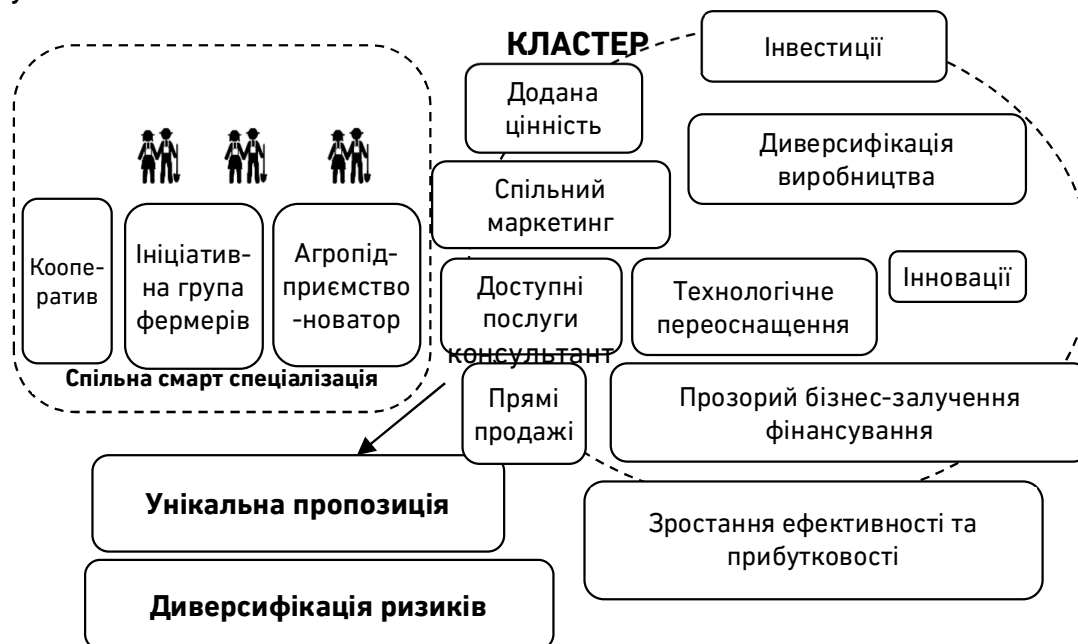 КЛАСТЕР
Інвестиції
Додана
цінність
Диверсифікація
виробництва
Спільний
маркетинг
Коопе-
ратив
Ініціатив-
на група
фермерів
Агропід-
приємство
-новатор
Спільна смарт спеціалізація
Доступні
послуги
консультант
Технологічне
переоснащення
Інновації
Прямі
продажі
Прозорий бізнес-залучення
фінансування
Унікальна пропозиція
Зростання ефективності та
прибутковості
Диверсифікація ризиків